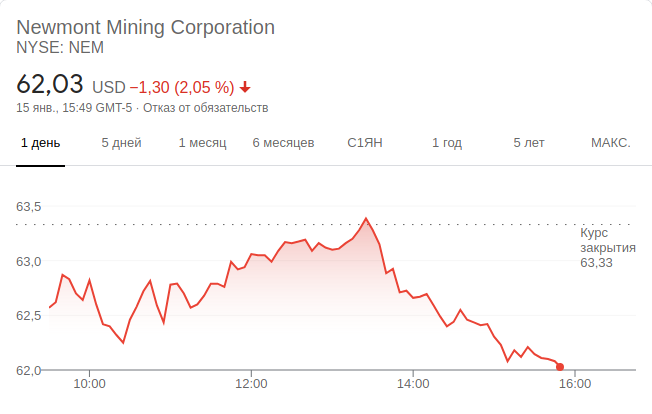 Newmont Mining Corporation
NYSE: NEM
62,03 USD −1,30 (2,05 %)
15 янв., 15:49 GMT-5 · Отказ от обязательств
1 день 5 дней 1 месяц 6 месяцев С1ЯН 1 год 5 лет МАКС.
63,5
Курс
закрытия
63,33
63,0
62,5
62,0
10:00 12:00 14:00 16:00